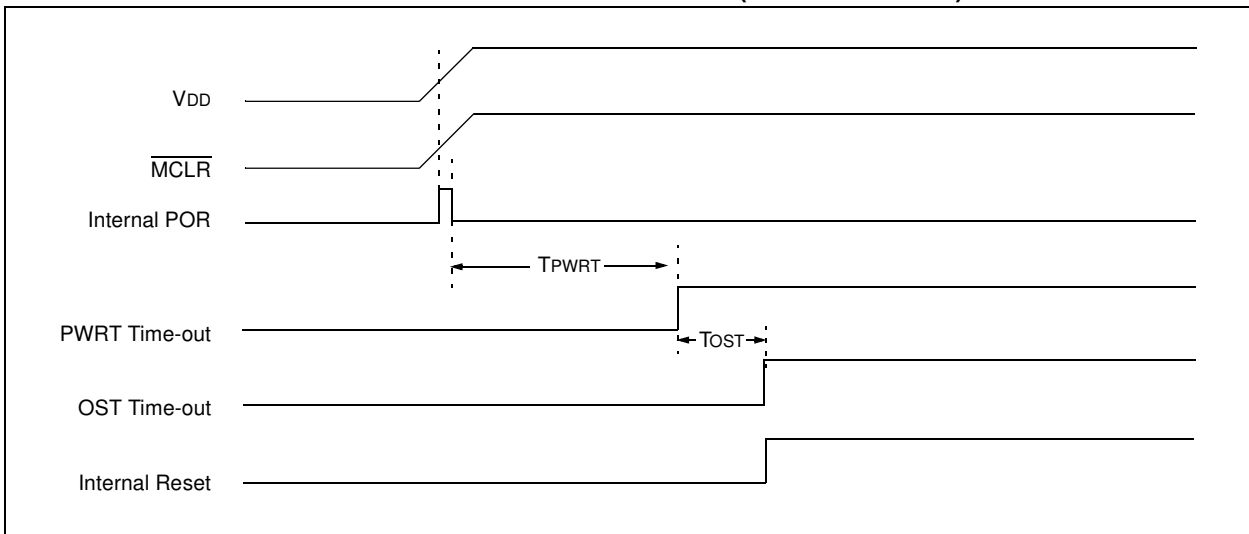 VDD
MCLR
Internal POR
TPWRT
PWRT Time-out
TOST
OST Time-out
Internal Reset